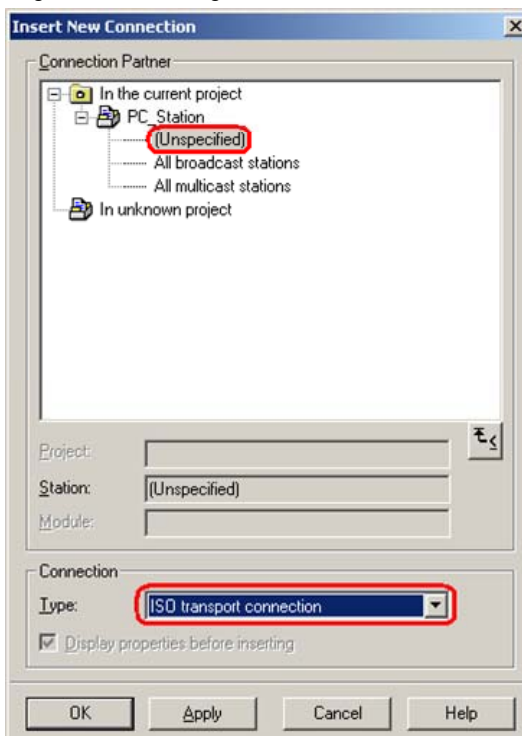 Insert New Connection
Connection Partner
In the current project
PC_Station
(Unspecified)
All broadcast stations
All multicast stations
In unknown project
Project:
Station: (Unspecified)
Module:
Connection
Type: ISO transport connection
Display properties before inserting
OK Apply Cancel Help